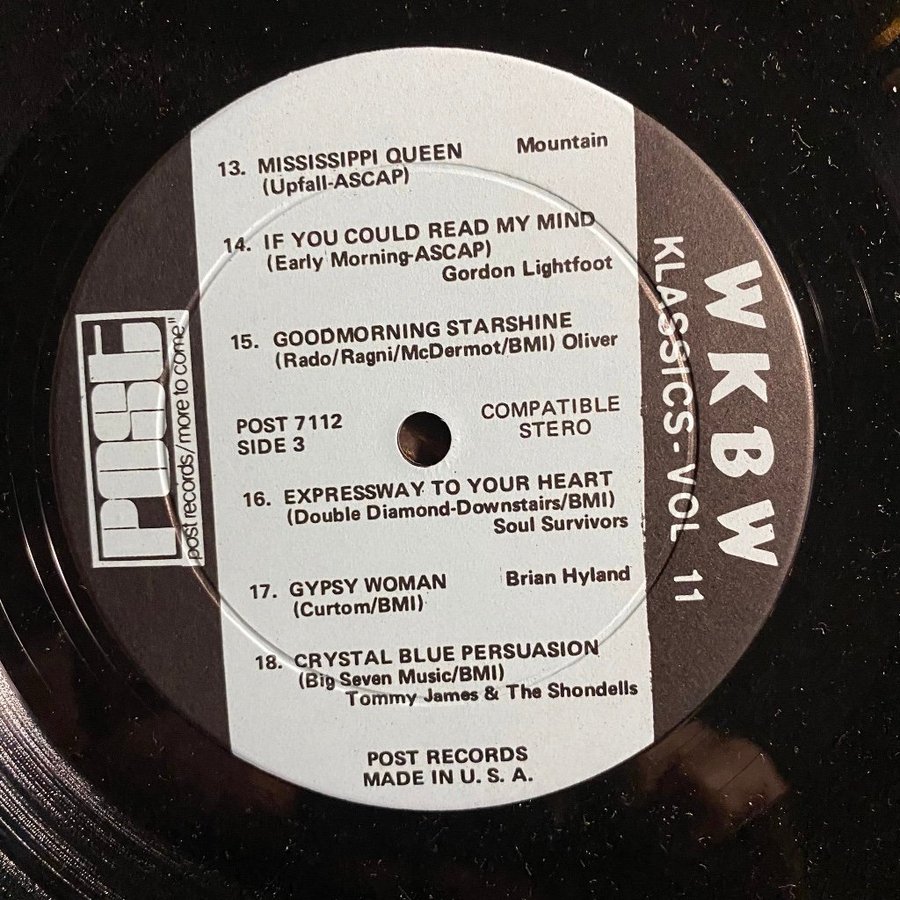 13. MISSISSIPPI QUEEN Mountain
(Upfall-ASCAP)
14. IF YOU COULD READ MY MIND
(Early Morning-ASCAP)
Gordon Lightfoot
15. GOODMORNING STARSHINE
(Rado/Ragni/McDermot/BMI) Oliver
POST 7112 COMPATIBLE
SIDE 3 STERO
16. EXPRESSWAY TO YOUR HEART
(Double Diamond-Downstairs/BMI)
Soul Survivors
17. GYPSY WOMAN Brian Hyland
(Curtom/BMI)
18. CRYSTAL BLUE PERSUASION
(Big Seven Music/BMI)
Tommy James & The Shondells
POST RECORDS
MADE IN U. S. A.
POST
post records/more to come"
WKBW
KLASSICS-VOL 11